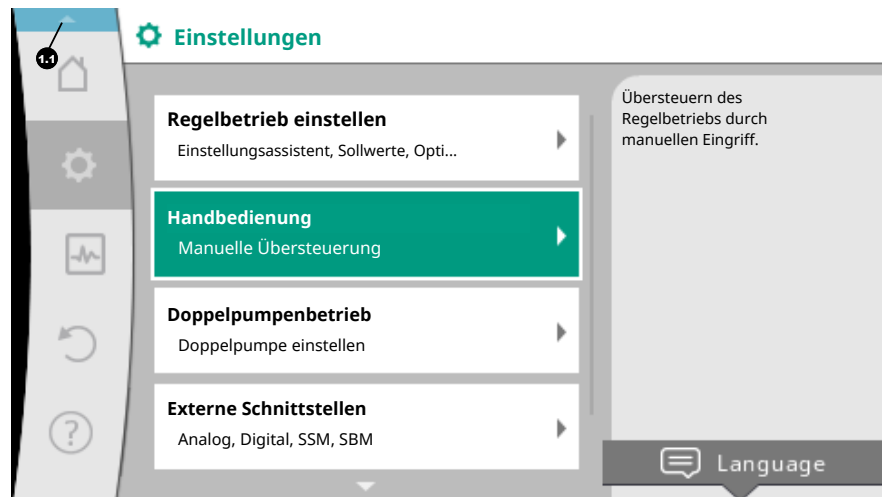 1.1
Einstellungen
Regelbetrieb einstellen
Einstellungsassistent, Sollwerte, Opti...
Handbedienung
Manuelle Übersteuerung
Doppelpumpenbetrieb
Doppelpumpe einstellen
Externe Schnittstellen
Analog, Digital, SSM, SBM
Übersteuern des
Regelbetriebs durch
manuellen Eingriff.
?
Language